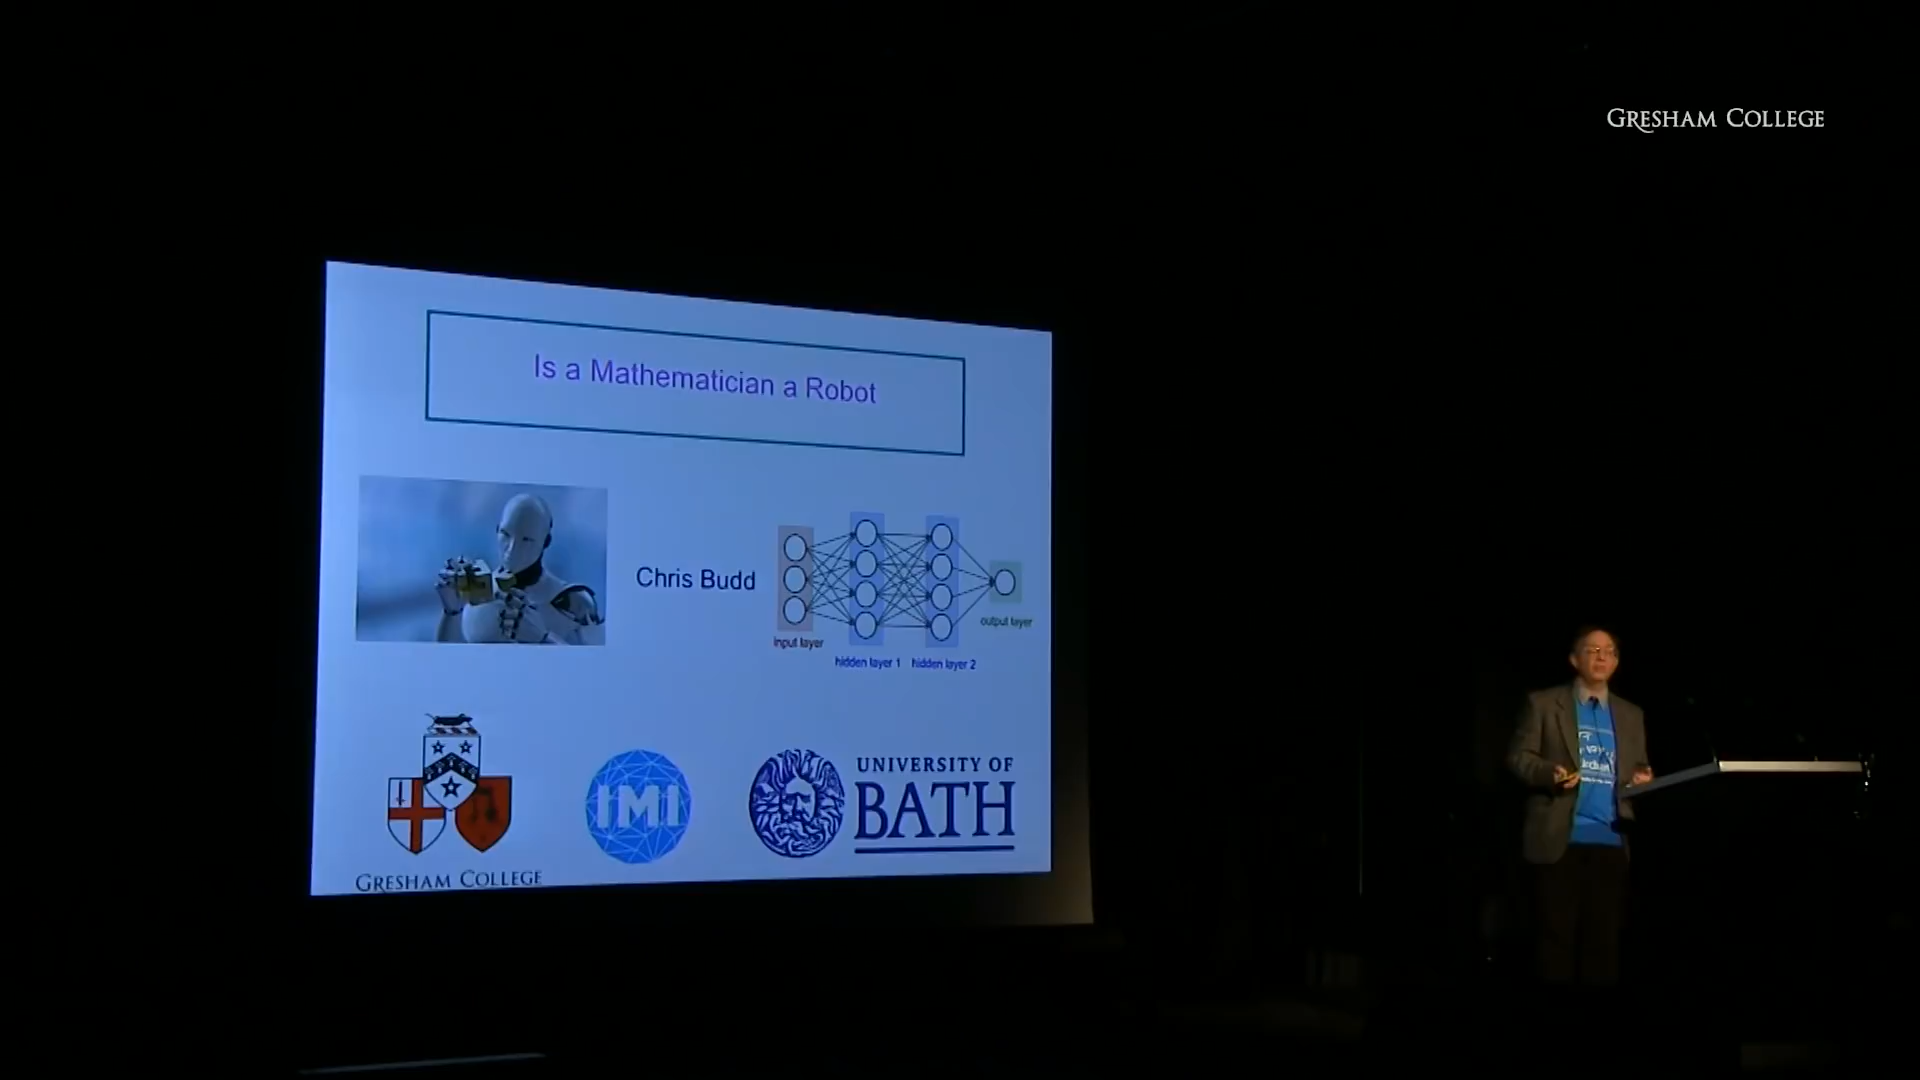 GRESHAM COLLEGE
Is a Mathematician a Robot
Chris Budd
input layer
hidden layer 1
hidden layer 2
output layer
GRESHAM COLLEGE
IMI
UNIVERSITY OF
BATH